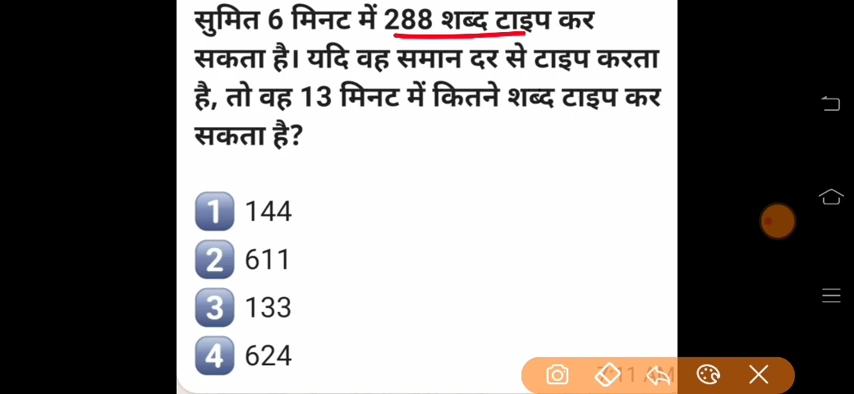 सुमित 6 मिनट में 288 शब्द टाइप कर
सकता है। यदि वह समान दर से टाइप करता
है, तो वह 13 मिनट में कितने शब्द टाइप कर
सकता है?
1 144
2 611
3 133
4 624